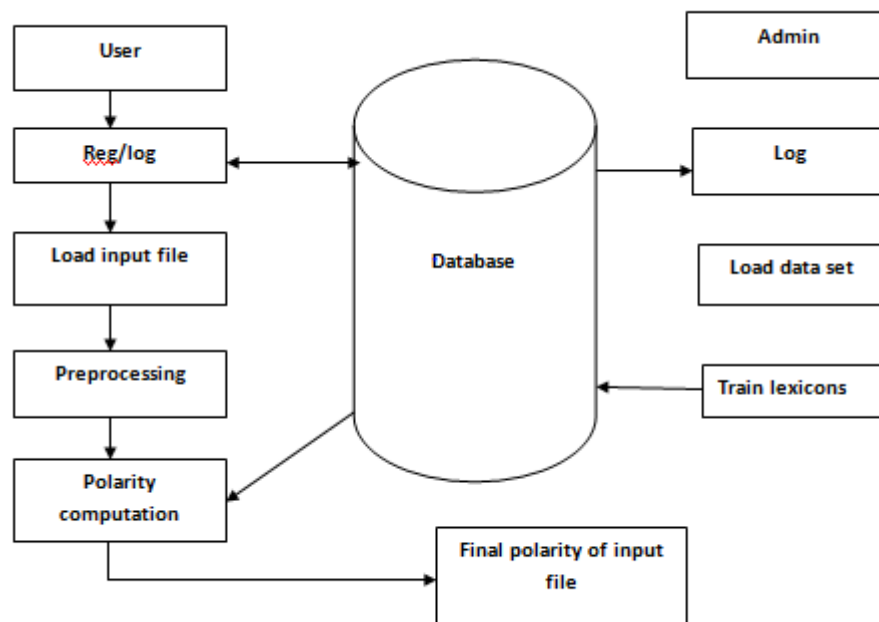 User
Admin
Reg/log
Log
Load input file
Database
Load data set
Preprocessing
Train lexicons
Polarity
computation
Final polarity of input
file